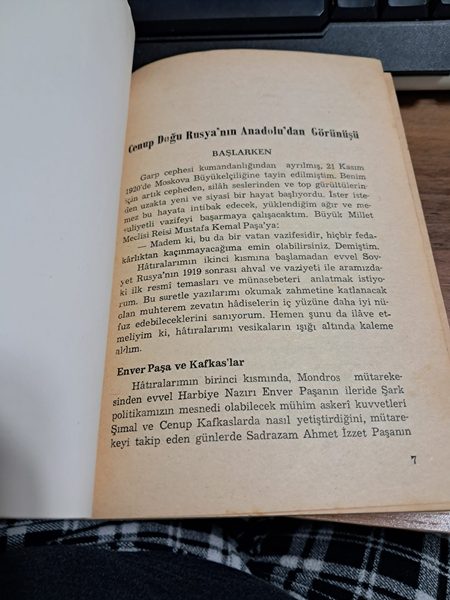 Cenup Doğu Rusya'nın Anadolu'dan Görünüşü
BAŞLARKEN
Garp cephesi kumandanlığından ayrılmış, 21 Kasım
1920'de Moskova Büyükelçiliğine tayin edilmiştim. Benim
için artık cepheden, silâh seslerinden ve top gürültülerin-
den uzakta yeni ve siyasi bir hayat başlıyordu. İster iste-
mez bu hayata intibak edecek, yüklendiğim ağır ve me-
suliyetli vazifeyi başarmaya çalışacaktım. Büyük Millet
Meclisi Reisi Mustafa Kemal Paşa'ya:
— Madem ki, bu da bir vatan vazifesidir, hiçbir feda-
kârlıktan kaçınmayacağıma emin olabilirsiniz, Demiştim.
Hâtıralarımın ikinci kısmına başlamadan evvel Sov-
yet Rusya'nın 1919 sonrası ahval ve vaziyeti ile aramızda-
ki ilk resmî temasları ve münasebeteri anlatmak istiyo-
rum. Bu suretle yazılarımı okumak zahmetine katlanacak
olan muhterem zevatın hâdiselerin iç yüzüne daha iyi nü-
fuz edebileceklerini sanıyorum. Hemen şunu da ilâve et-
meliyim ki, hâtıralarımı vesikaların ışığı altında kaleme
aldım.
Enver Paşa ve Kafkas'lar
Hâtıralarımın birinci kısmında, Mondros mütareke-
sinden evvel Harbiye Nazırı Enver Paşanın ileride Şark
politikamızın mesnedi olabilecek mühim askerî kuvvetleri
Şimal ve Cenup Kafkaslarda nasıl yetiştirdiğini, mütare-
keyi takip eden günlerde Sadrazam Ahmet İzzet Paşanın
7